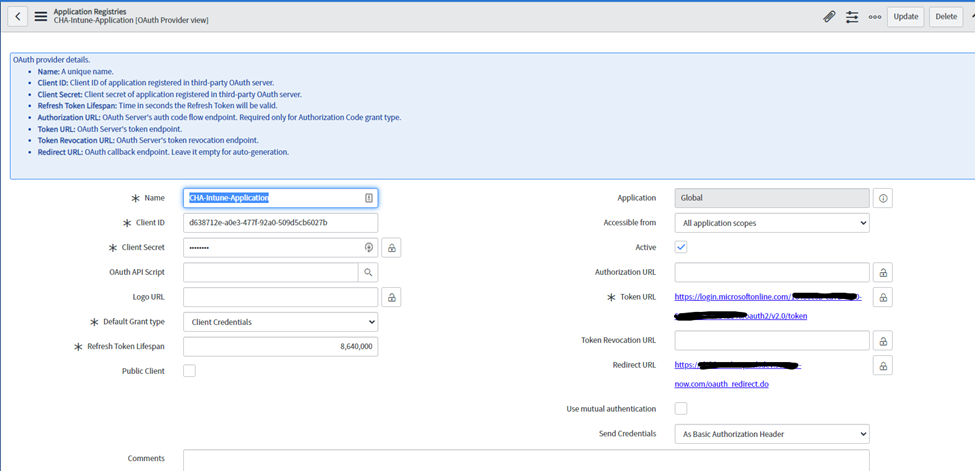 Application Registries
CHA-Intune-Application [OAuth Provider view]
Update
Delete
OAuth provider details.
• Name: A unique name.
• Client ID: Client ID of application registered in third-party OAuth server.
• Client Secret: Client secret of application registered in third-party OAuth server.
• Refresh Token Lifespan: Time in seconds the Refresh Token will be valid.
• Authorization URL: OAuth Server's auth code flow endpoint. Required only for Authorization Code grant type.
• Token URL: OAuth Server's token endpoint.
• Token Revocation URL: OAuth Server's token revocation endpoint.
• Redirect URL: OAuth callback endpoint. Leave it empty for auto-generation.
Name
CHA-Intune-Application
Client ID
d638712e-a0e3-477f-92a0-509d5cb6027b
Client Secret
••••••••
OAuth API Script
Logo URL
Default Grant type
Client Credentials
Refresh Token Lifespan
8,640,000
Public Client
Application
Global
Accessible from
All application scopes
Active
Authorization URL
Token URL
https://login.microsoftonline.com/
oauth2/v2.0/token
Token Revocation URL
Redirect URL
https://
now.com/oauth_redirect.do
Use mutual authentication
Send Credentials
As Basic Authorization Header
Comments